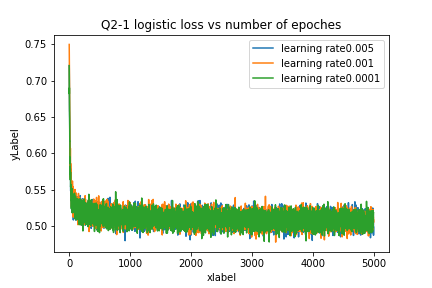 Q2-1 logistic loss vs number of epoches
learning rate0.005
learning rate0.001
learning rate0.0001
0.75
0.70
0.65
0.60
0.55
0.50
yLabel
0 1000 2000 3000 4000 5000
xlabel